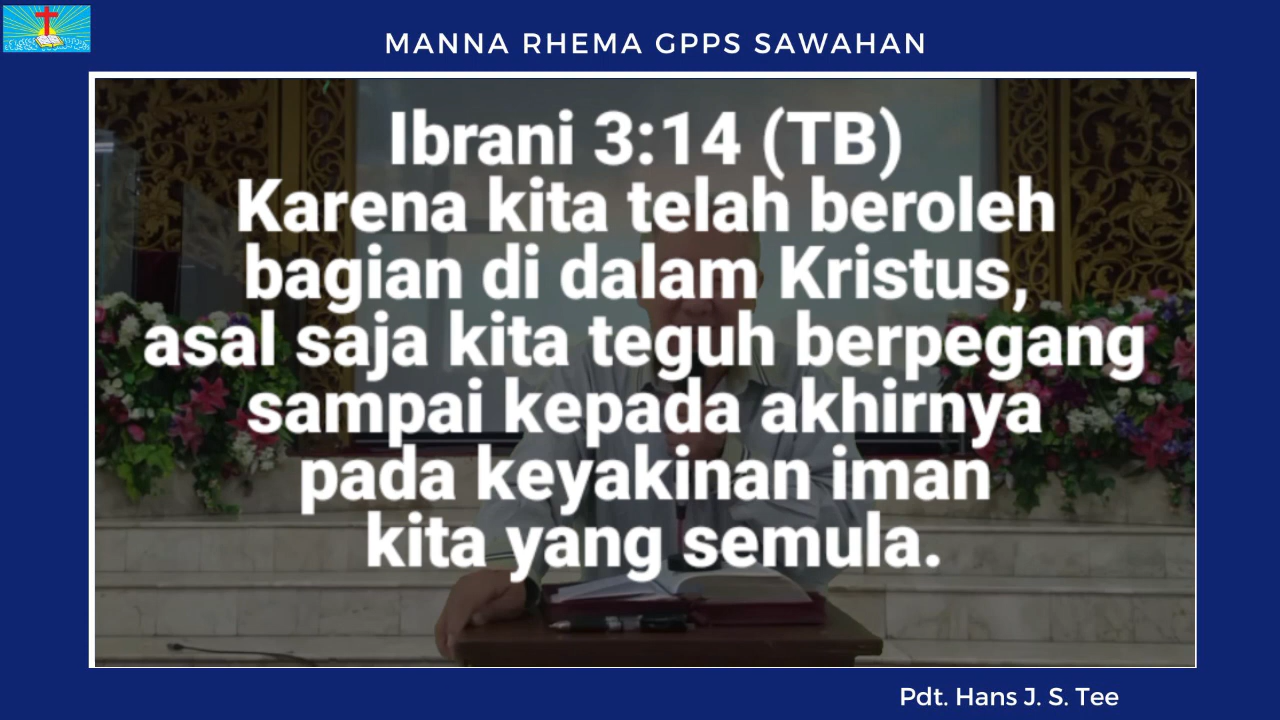 MANNA RHEMA GPPS SAWAHAN
Ibrani 3:14 (TB)
Karena kita telah beroleh
bagian di dalam Kristus,
asal saja kita teguh berpegang
sampai kepada akhirnya
pada keyakinan iman
kita yang semula.
Pdt. Hans J. S. Tee